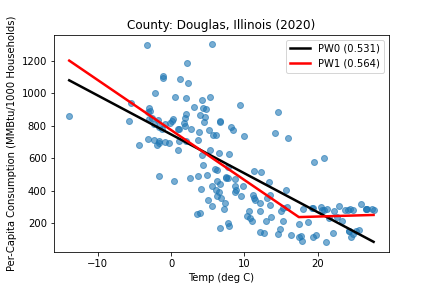 County: Douglas, Illinois (2020)
PW0 (0.531)
PW1 (0.564)
Per-Capita Consumption (MMBtu/1000 Households)
1200
1000
800
600
400
200
−10 0 10 20
Temp (deg C)